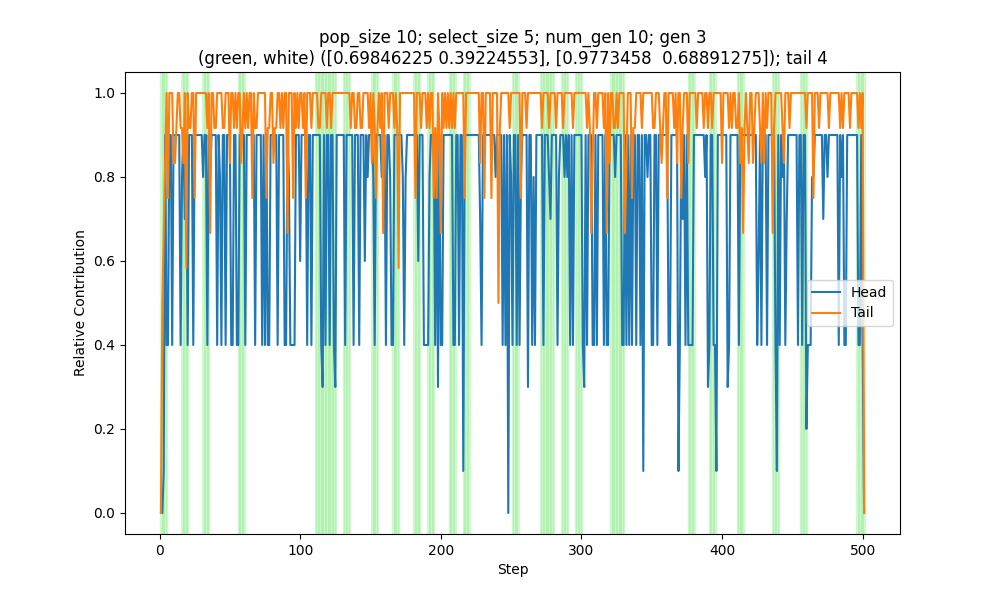 pop_size 10; select_size 5; num_gen 10; gen 3
(green, white) ([0.69846225 0.39224553], [0.9773458  0.68891275]); tail 4
1.0
0.8
0.6
0.4
0.2
0.0
Relative Contribution
Head
Tail
0 100 200 300 400 500
Step